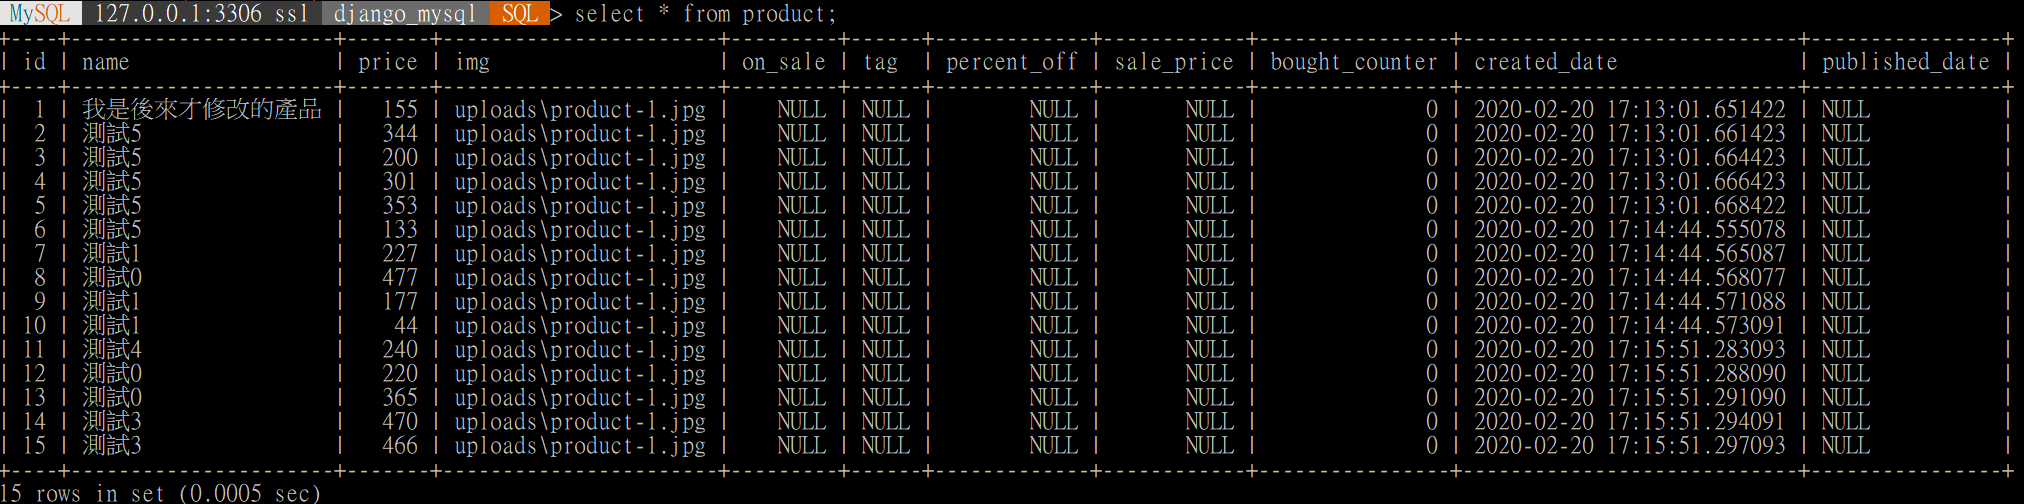 MySQL 127.0.0.1:3306 ssl django_mysql SQL > select * from product;
+----+----------------------+-------+-----------------------+---------+------+-------------+------------+----------------+----------------------------+----------------+
| id | name | price | img | on_sale | tag | percent_off | sale_price | bought_counter | created_date | published_date |
+----+----------------------+-------+-----------------------+---------+------+-------------+------------+----------------+----------------------------+----------------+
| 1 | 我是後來才修改的產品 | 155 | uploads\product-1.jpg | NULL | NULL | NULL | NULL | 0 | 2020-02-20 17:13:01.651422 | NULL |
| 2 | 測試5 | 344 | uploads\product-1.jpg | NULL | NULL | NULL | NULL | 0 | 2020-02-20 17:13:01.661423 | NULL |
| 3 | 測試5 | 200 | uploads\product-1.jpg | NULL | NULL | NULL | NULL | 0 | 2020-02-20 17:13:01.664423 | NULL |
| 4 | 測試5 | 301 | uploads\product-1.jpg | NULL | NULL | NULL | NULL | 0 | 2020-02-20 17:13:01.666423 | NULL |
| 5 | 測試5 | 353 | uploads\product-1.jpg | NULL | NULL | NULL | NULL | 0 | 2020-02-20 17:13:01.668422 | NULL |
| 6 | 測試5 | 133 | uploads\product-1.jpg | NULL | NULL | NULL | NULL | 0 | 2020-02-20 17:14:44.555078 | NULL |
| 7 | 測試1 | 227 | uploads\product-1.jpg | NULL | NULL | NULL | NULL | 0 | 2020-02-20 17:14:44.565087 | NULL |
| 8 | 測試0 | 477 | uploads\product-1.jpg | NULL | NULL | NULL | NULL | 0 | 2020-02-20 17:14:44.568077 | NULL |
| 9 | 測試1 | 177 | uploads\product-1.jpg | NULL | NULL | NULL | NULL | 0 | 2020-02-20 17:14:44.571088 | NULL |
| 10 | 測試1 | 44 | uploads\product-1.jpg | NULL | NULL | NULL | NULL | 0 | 2020-02-20 17:14:44.573091 | NULL |
| 11 | 測試4 | 240 | uploads\product-1.jpg | NULL | NULL | NULL | NULL | 0 | 2020-02-20 17:15:51.283093 | NULL |
| 12 | 測試0 | 220 | uploads\product-1.jpg | NULL | NULL | NULL | NULL | 0 | 2020-02-20 17:15:51.288090 | NULL |
| 13 | 測試0 | 365 | uploads\product-1.jpg | NULL | NULL | NULL | NULL | 0 | 2020-02-20 17:15:51.291090 | NULL |
| 14 | 測試3 | 470 | uploads\product-1.jpg | NULL | NULL | NULL | NULL | 0 | 2020-02-20 17:15:51.294091 | NULL |
| 15 | 測試3 | 466 | uploads\product-1.jpg | NULL | NULL | NULL | NULL | 0 | 2020-02-20 17:15:51.297093 | NULL |
+----+----------------------+-------+-----------------------+---------+------+-------------+------------+----------------+----------------------------+----------------+
15 rows in set (0.0005 sec)